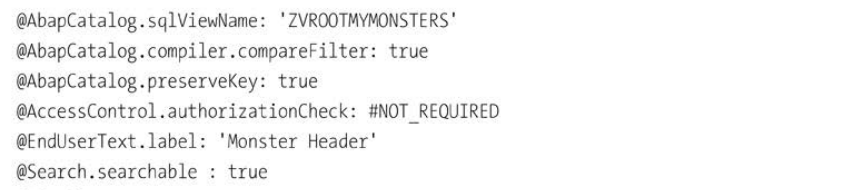 @AbapCatalog.sqlViewName: 'ZVROOTMYMONSTERS'
@AbapCatalog.compiler.compareFilter: true
@AbapCatalog.preserveKey: true
@AccessControl.authorizationCheck: #NOT_REQUIRED
@EndUserText.label: 'Monster Header'
@Search.searchable : true